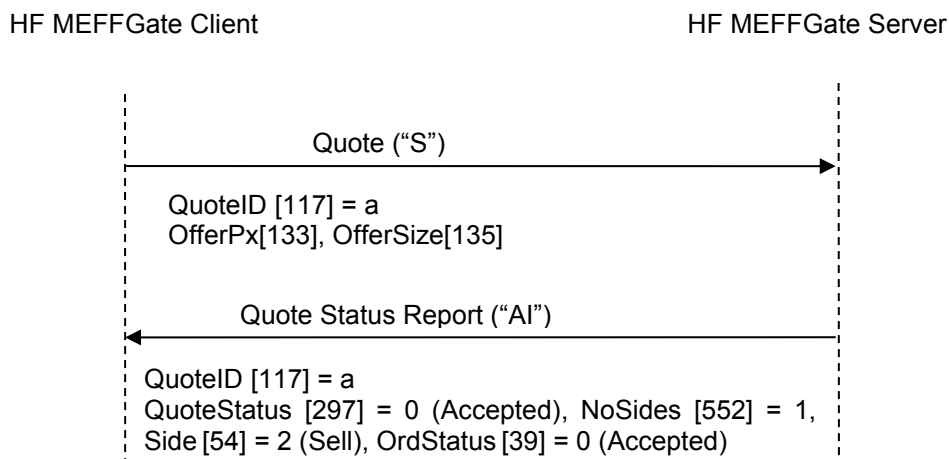 HF MEFFGate Client HF MEFFGate Server
Quote (“S”)
QuoteID [117] = a
OfferPx[133], OfferSize[135]
Quote Status Report (“AI”)
QuoteID [117] = a
QuoteStatus [297] = 0 (Accepted), NoSides [552] = 1,
Side [54] = 2 (Sell), OrdStatus [39] = 0 (Accepted)